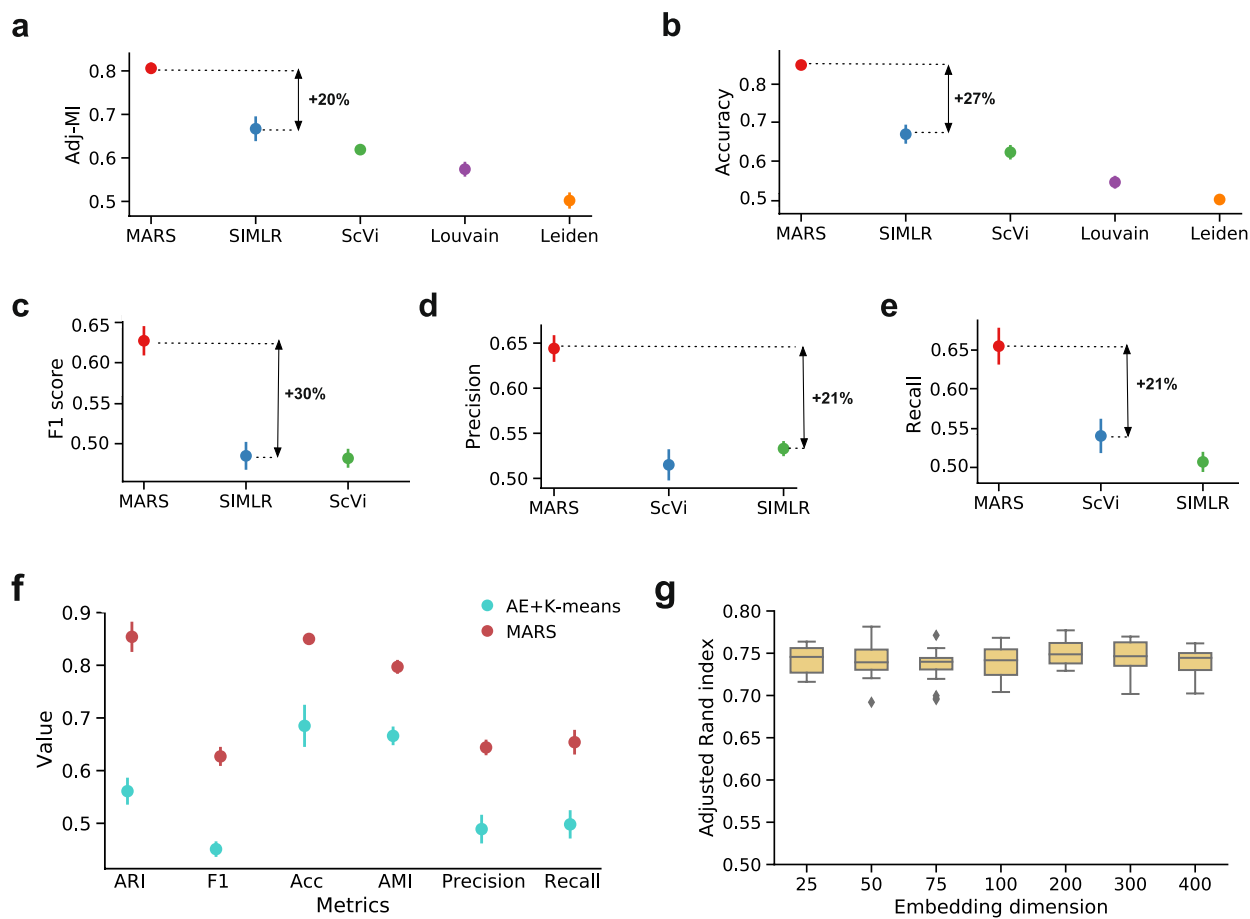 a
Adj-MI
0.8
0.7
0.6
0.5
+20%
MARS SIMLR ScVi Louvain Leiden
b
Accuracy
0.8
0.7
0.6
0.5
+27%
MARS SIMLR ScVi Louvain Leiden
c
F1 score
0.65
0.60
0.55
0.50
+30%
MARS SIMLR ScVi
d
Precision
0.65
0.60
0.55
0.50
+21%
MARS ScVi SIMLR
e
Recall
0.65
0.60
0.55
0.50
+21%
MARS ScVi SIMLR
f
Value
0.9
0.8
0.7
0.6
0.5
AE+K-means
MARS
ARI F1 Acc AMI Precision Recall
Metrics
g
Adjusted Rand index
0.80
0.75
0.70
0.75
0.60
0.55
0.50
25 50 75 100 200 300 400
Embedding dimension